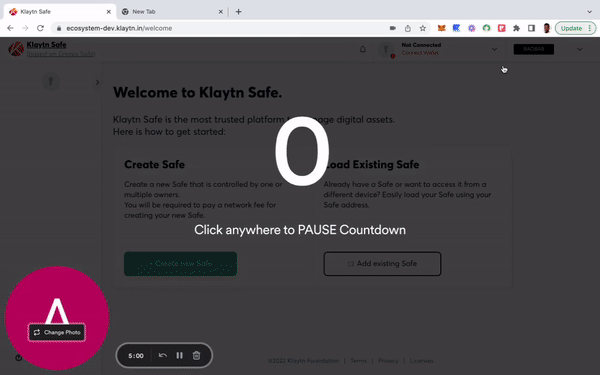 Klaytn Safe
New Tab
ecosystem-dev.klaytn.in/welcome
Update
Klaytn Safe
Not Connected
Connect Wallet
BAOBAB
Welcome to Klaytn Safe.
Klaytn Safe is the most trusted platform to manage digital assets.
Here is how to get started:
0
Create Safe
Load Existing Safe
Create a new Safe that is controlled by one or
multiple owners.
You will be required to pay a network fee for
creating your new Safe.
Already have a Safe or want to access it from a
different device? Easily load your Safe using your
Safe address.
Click anywhere to PAUSE Countdown
+ Create new Safe
Add existing Safe
A
Change Photo
5:00
©2022 Klaytn Foundation | Terms | Privacy | Licenses